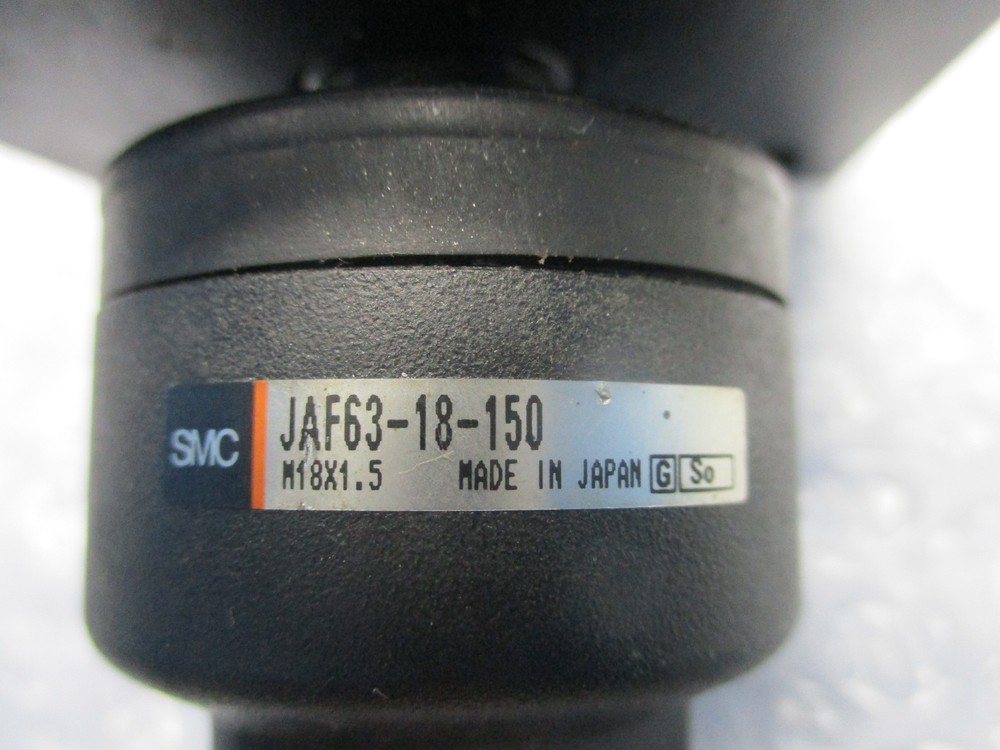 SMC
JAF63-18-150
M18X1.5 MADE IN JAPAN G So